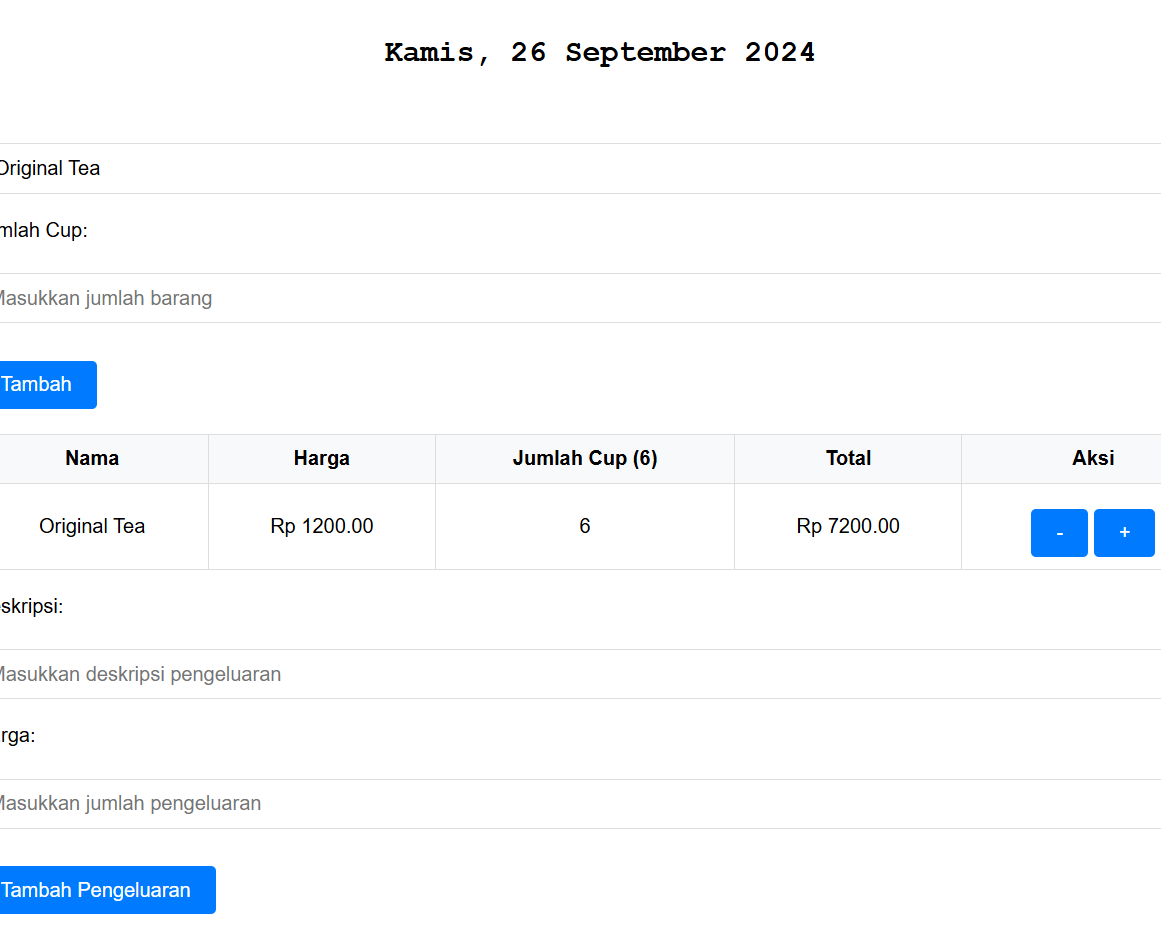 Kamis, 26 September 2024
Original Tea
mlah Cup:
Masukkan jumlah barang
Tambah
Nama Harga Jumlah Cup (6) Total Aksi
Original Tea Rp 1200.00 6 Rp 7200.00 - +
skripsi:
Masukkan deskripsi pengeluaran
rga:
Masukkan jumlah pengeluaran
Tambah Pengeluaran